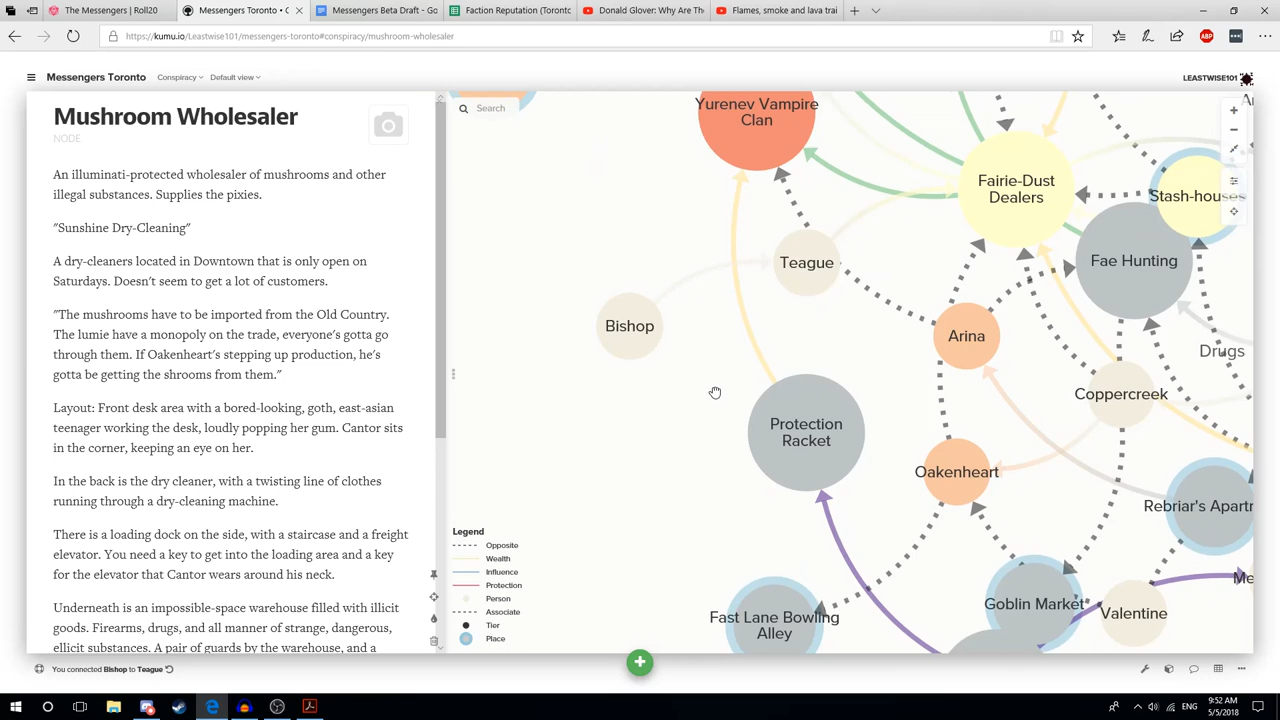 The Messengers | Roll20
Messengers Toronto • C
Messengers Beta Draft - Go
Faction Reputation (Toront
Donald Glover: Why Are Th
Flames, smoke and lava trai
https://kumu.io/Leastwise101/messengers-toronto#conspiracy/mushroom-wholesaler
ABP
Messengers Toronto
Conspiracy
Default view
LEASTWISE101
Mushroom Wholesaler
NODE
An illuminati-protected wholesaler of mushrooms and other
illegal substances. Supplies the pixies.
"Sunshine Dry-Cleaning"
A dry-cleaners located in Downtown that is only open on
Saturdays. Doesn't seem to get a lot of customers.
"The mushrooms have to be imported from the Old Country.
The lumie have a monopoly on the trade, everyone's gotta go
through them. If Oakenheart's stepping up production, he's
gotta be getting the shrooms from them."
Layout: Front desk area with a bored-looking, goth, east-asian
teenager working the desk, loudly popping her gum. Cantor sits
in the corner, keeping an eye on her.
In the back is the dry cleaner, with a twisting line of clothes
running through a dry-cleaning machine.
There is a loading dock on the side, with a staircase and a freight
elevator. You need a key to get into the loading area and a key
for the elevator that Cantor wears around his neck.
Underneath is an impossible-space warehouse filled with illicit
goods. Firearms, drugs, and all manner of strange, dangerous,
ellicit substances. A pair of guards by the warehouse, and a
Search
Yurenev Vampire
Clan
Fairie-Dust
Dealers
Stash-hous
Teague
Fae Hunting
Bishop
Arina
Drugs
Coppercreek
Protection
Racket
Oakenheart
Rebriar's Apartm
Goblin Market
Valentine
Me
Fast Lane Bowling
Alley
Legend
Opposite
Wealth
Influence
Protection
Person
Associate
Tier
Place
You connected Bishop to Teague
ENG
9:52 AM
5/5/2018